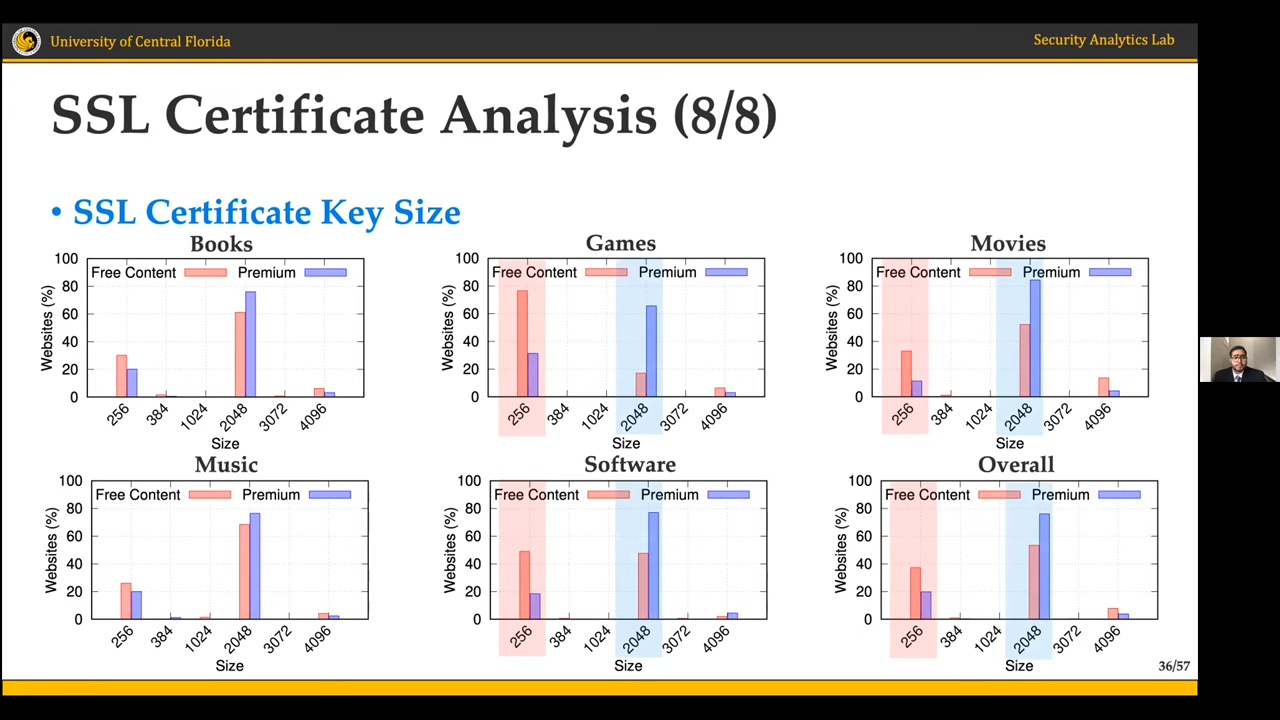 University of Central Florida
Security Analytics Lab
SSL Certificate Analysis (8/8)
• SSL Certificate Key Size
Books
Free Content Premium
100
80
60
40
20
0
Websites (%)
256 384 1024 2048 3072 4096
Size
Games
Free Content Premium
100
80
60
40
20
0
Websites (%)
256 384 1024 2048 3072 4096
Size
Movies
Free Content Premium
100
80
60
40
20
0
Websites (%)
256 384 1024 2048 3072 4096
Size
Music
Free Content Premium
100
80
60
40
20
0
Websites (%)
256 384 1024 2048 3072 4096
Size
Software
Free Content Premium
100
80
60
40
20
0
Websites (%)
256 384 1024 2048 3072 4096
Size
Overall
Free Content Premium
100
80
60
40
20
0
Websites (%)
256 384 1024 2048 3072 4096
Size
36/57